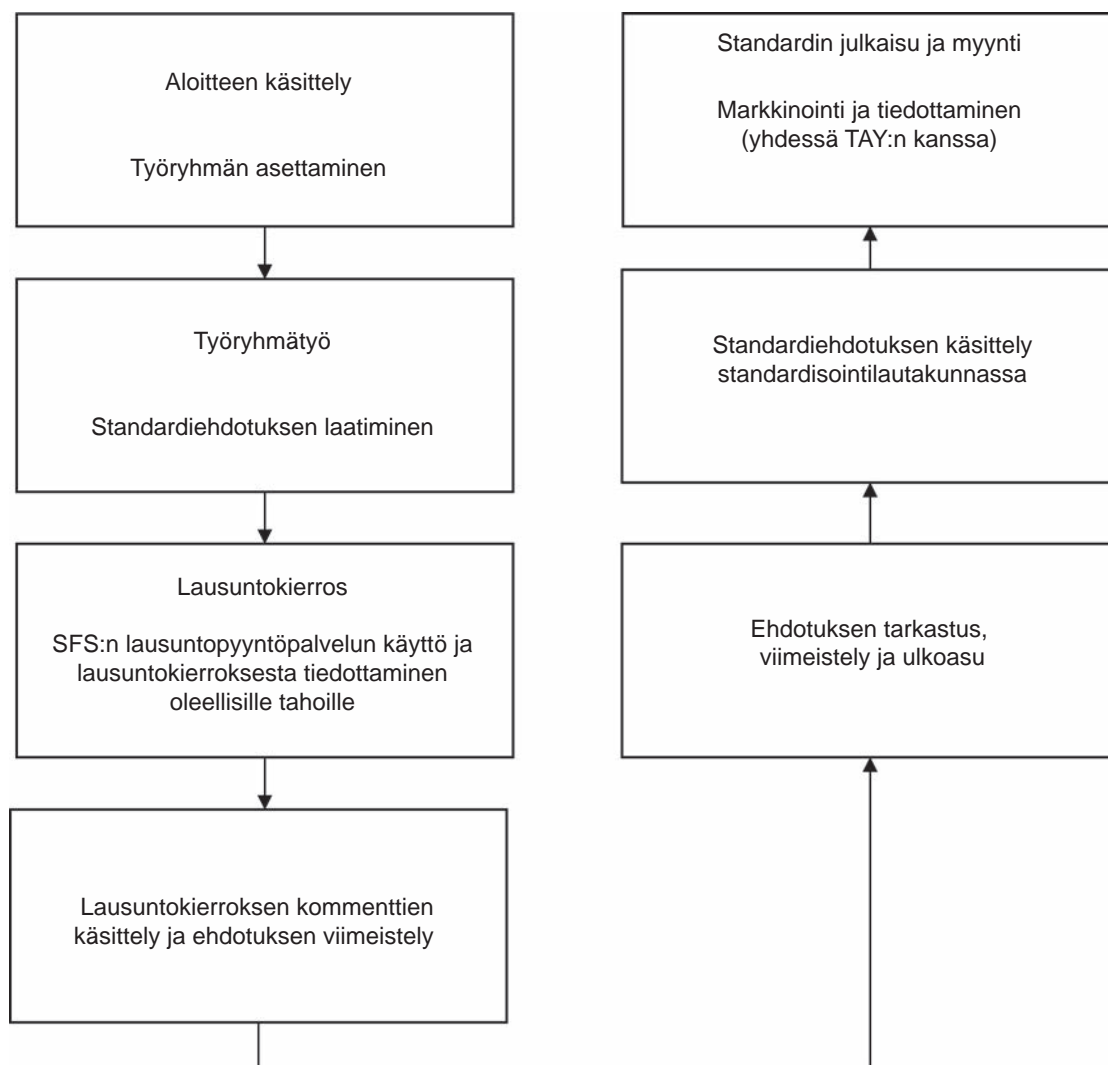 Aloitteen käsittely
Työryhmän asettaminen
Työryhmätyö
Standardiehdotuksen laatiminen
Lausuntokierros
SFS:n lausuntopyyntöpalvelun käyttö ja
lausuntokierroksesta tiedottaminen
oleellisille tahoille
Lausuntokierroksen kommenttien
käsittely ja ehdotuksen viimeistely
Ehdotuksen tarkastus,
viimeistely ja ulkoasu
Standardiehdotuksen käsittely
standardisointilautakunnassa
Standardin julkaisu ja myynti
Markkinointi ja tiedottaminen
(yhdessä TAY:n kanssa)